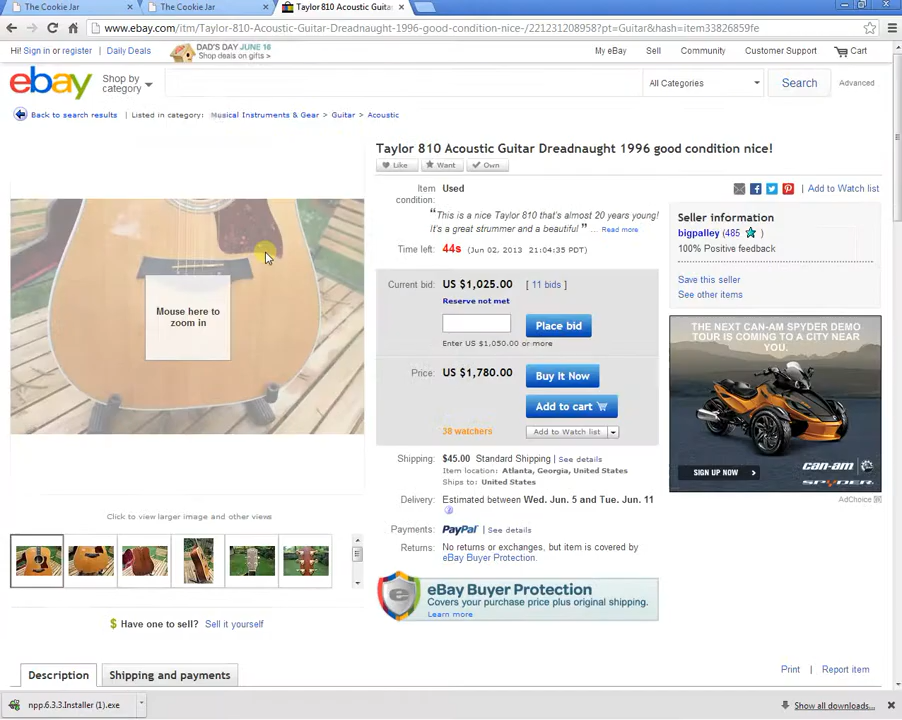 The Cookie Jar
The Cookie Jar
Taylor 810 Acoustic Guita
www.ebay.com/itm/Taylor-810-Acoustic-Guitar-Dreadnaught-1996-good-condition-nice-/221231208958?pt=Guitar&hash=item33826859fe
Hi! Sign in or register
Daily Deals
DAD'S DAY JUNE 16
Shop deals on gifts >
My eBay
Sell
Community
Customer Support
Cart
ebay
Shop by category
All Categories
Search
Advanced
Back to search results
Listed in category:
Musical Instruments & Gear > Guitar > Acoustic
Taylor 810 Acoustic Guitar Dreadnaught 1996 good condition nice!
Like
Want
Own
Item condition:
Used
Add to Watch list
"This is a nice Taylor 810 that's almost 20 years young!
It's a great strummer and a beautiful " ... Read more
Time left:
44s (Jun 02, 2013 21:04:35 PDT)
Current bid:
US $1,025.00
[ 11 bids ]
Reserve not met
Place bid
Enter US $1,050.00 or more
Price:
US $1,780.00
Buy It Now
Add to cart
38 watchers
Add to Watch list
Shipping:
$45.00 Standard Shipping | See details
Item location: Atlanta, Georgia, United States
Ships to: United States
Delivery:
Estimated between Wed. Jun. 5 and Tue. Jun. 11
Payments:
PayPal | See details
Returns:
No returns or exchanges, but item is covered by
eBay Buyer Protection.
eBay Buyer Protection
Covers your purchase price plus original shipping.
Learn more
Seller information
bigpalley (485
100% Positive feedback
Save this seller
See other items
THE NEXT CAN-AM SPYDER DEMO
TOUR IS COMING TO A CITY NEAR
YOU.
SIGN UP NOW >
can-am
SPYDER
AdChoice
Mouse here to
zoom in
Click to view larger image and other views
$ Have one to sell? Sell it yourself
Description
Shipping and payments
Print
Report item
npp.6.3.3.Installer (1).exe
Show all downloads...